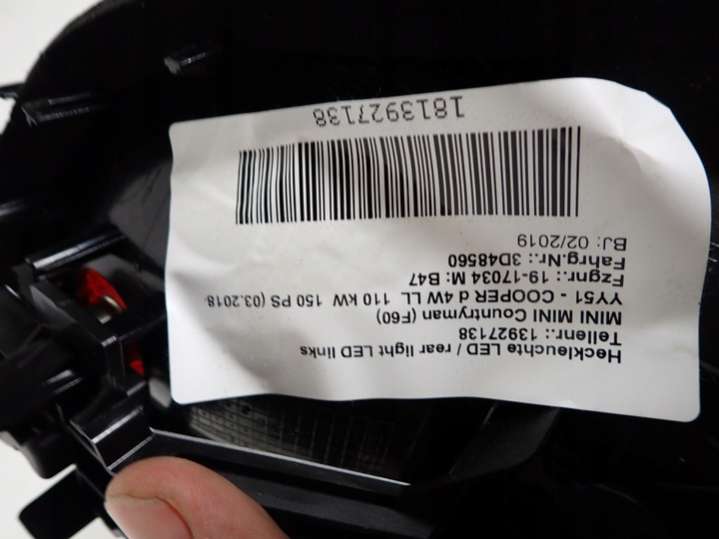 Heckleuchte LED / rear light LED links
Teilenr.: 13927138
MINI MINI Countryman (F60)
YY51 - COOPER d 4W LL 110 kW 150 PS (03.2018-
Fzgnr.: 19-17034 M: B47
Fahrg.Nr.: 3D48560
BJ: 02/2019
1813927138